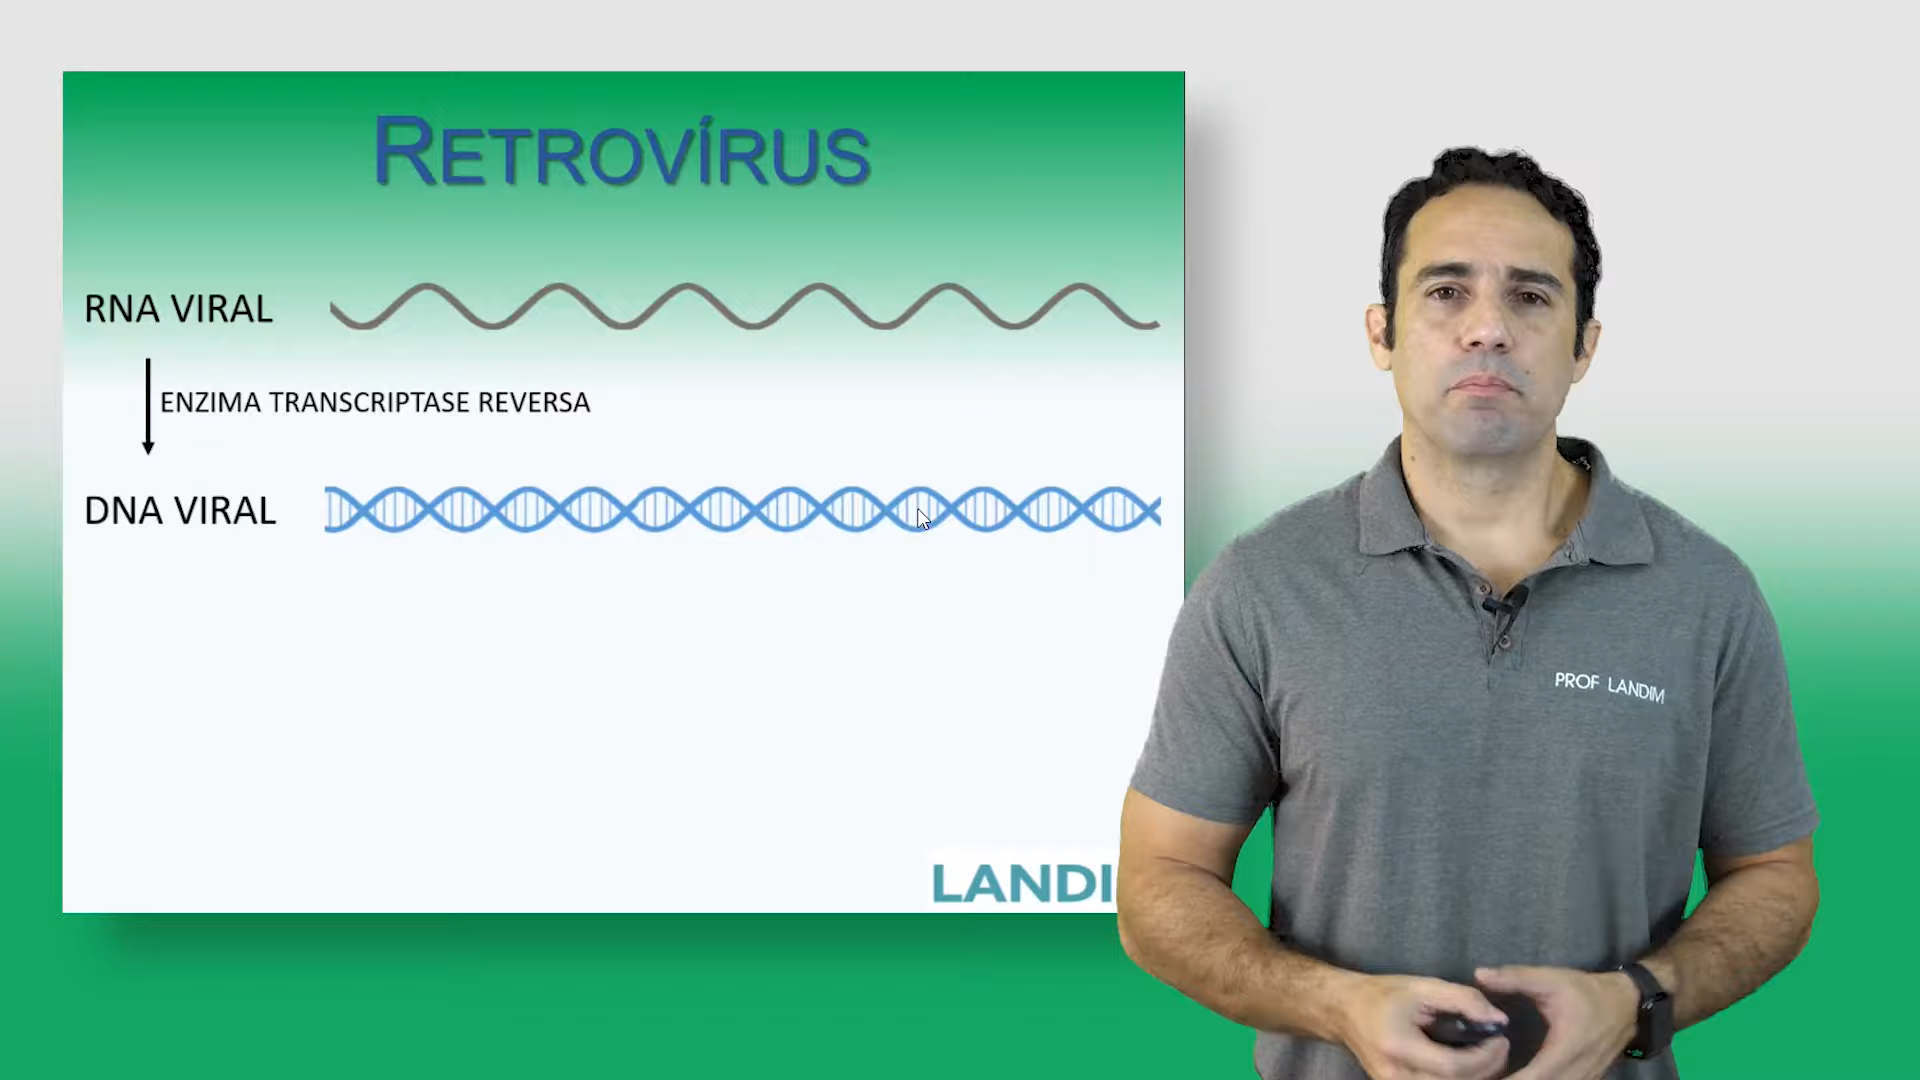 RETROVÍRUS
RNA VIRAL
ENZIMA TRANSCRIPTASE REVERSA
DNA VIRAL
LANDI
PROF LANDIM